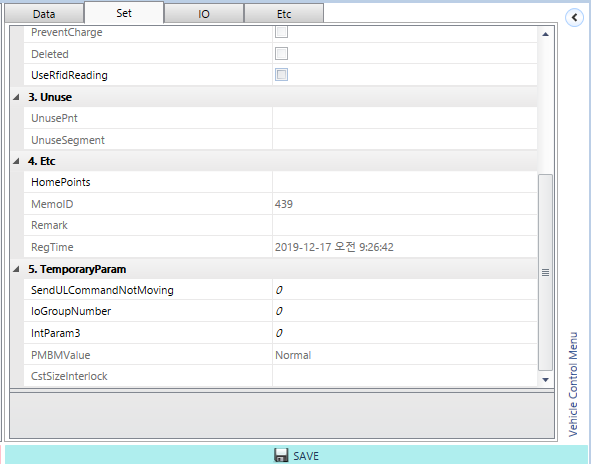 Data Set IO Etc
PreventCharge
Deleted
UseRfidReading
3. Unuse
UnusePnt
UnuseSegment
4. Etc
HomePoints
MemoID 439
Remark
RegTime 2019-12-17 오전 9:26:42
5. TemporaryParam
SendULCommandNotMoving 0
IoGroupNumber 0
IntParam3 0
PMBMValue Normal
CstSizeInterlock
Vehicle Control Menu
SAVE